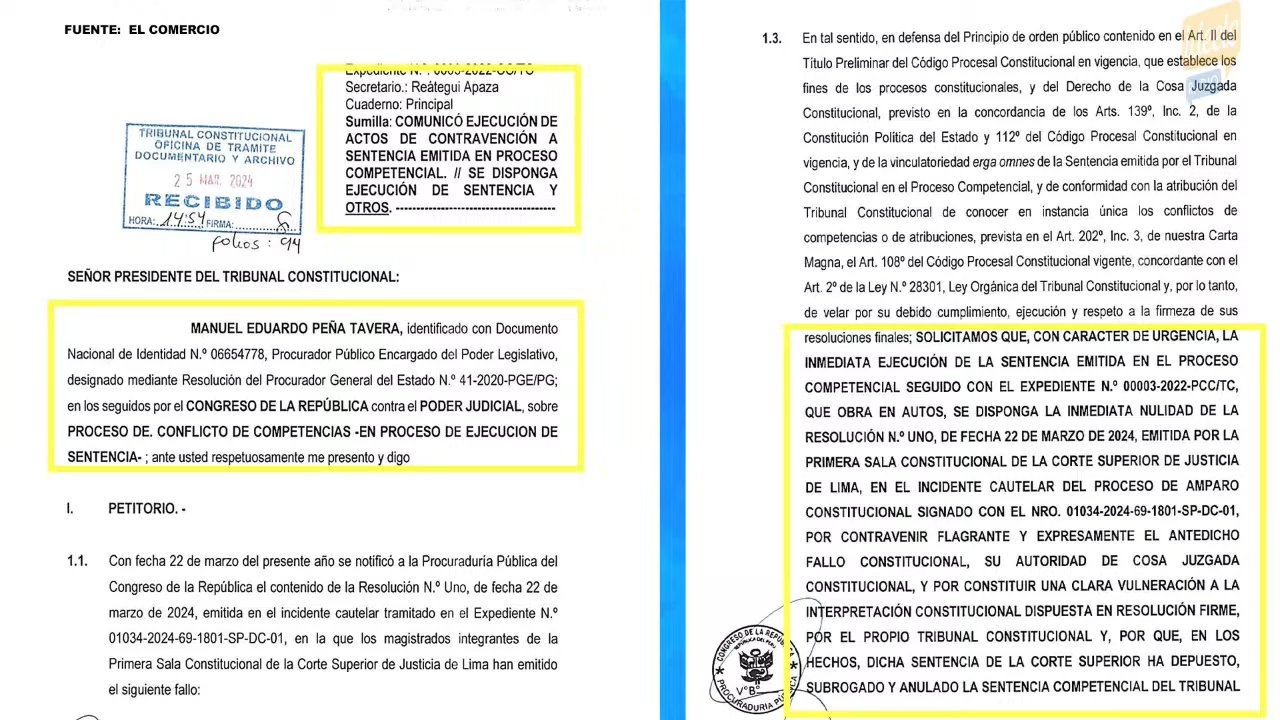 FUENTE: EL COMERCIO
Secretario.: Reátegui Apaza
Cuaderno: Principal
Sumilla: COMUNICÓ EJECUCIÓN DE
ACTOS DE CONTRAVENCIÓN A
SENTENCIA EMITIDA EN PROCESO
COMPETENCIAL. // SE DISPONGA
EJECUCIÓN DE SENTENCIA Y
OTROS. -----------------------------------
TRIBUNAL CONSTITUCIONAL
OFICINA DE TRAMITE
DOCUMENTARIO Y ARCHIVO
25 MAR. 2024
RECIBIDO
HORA: 14:54 FIRMA:
folios: 94
SEÑOR PRESIDENTE DEL TRIBUNAL CONSTITUCIONAL:
MANUEL EDUARDO PEÑA TAVERA, identificado con Documento
Nacional de Identidad N.º 06654778, Procurador Público Encargado del Poder Legislativo,
designado mediante Resolución del Procurador General del Estado N.º 41-2020-PGE/PG;
en los seguidos por el CONGRESO DE LA REPÚBLICA contra el PODER JUDICIAL, sobre
PROCESO DE. CONFLICTO DE COMPETENCIAS -EN PROCESO DE EJECUCION DE
SENTENCIA- ; ante usted respetuosamente me presento y digo
I. PETITORIO. -
1.1. Con fecha 22 de marzo del presente año se notificó a la Procuraduría Pública del
Congreso de la República el contenido de la Resolución N.º Uno, de fecha 22 de
marzo de 2024, emitida en el incidente cautelar tramitado en el Expediente N.º
01034-2024-69-1801-SP-DC-01, en la que los magistrados integrantes de la
Primera Sala Constitucional de la Corte Superior de Justicia de Lima han emitido
el siguiente fallo:
1.3. En tal sentido, en defensa del Principio de orden público contenido en el Art. II del
Título Preliminar del Código Procesal Constitucional en vigencia, que establece los
fines de los procesos constitucionales, y del Derecho de la Cosa Juzgada
Constitucional, previsto en la concordancia de los Arts. 139º, Inc. 2, de la
Constitución Política del Estado y 112º del Código Procesal Constitucional en
vigencia, y de la vinculatoriedad erga omnes de la Sentencia emitida por el Tribunal
Constitucional en el Proceso Competencial, y de conformidad con la atribución del
Tribunal Constitucional de conocer en instancia única los conflictos de
competencias o de atribuciones, prevista en el Art. 202º, Inc. 3, de nuestra Carta
Magna, el Art. 108º del Código Procesal Constitucional vigente, concordante con el
Art. 2º de la Ley N.º 28301, Ley Orgánica del Tribunal Constitucional y, por lo tanto,
de velar por su debido cumplimiento, ejecución y respeto a la firmeza de sus
resoluciones finales; SOLICITAMOS QUE, CON CARACTER DE URGENCIA, LA
INMEDIATA EJECUCIÓN DE LA SENTENCIA EMITIDA EN EL PROCESO
COMPETENCIAL SEGUIDO CON EL EXPEDIENTE N.º 00003-2022-PCC/TC,
QUE OBRA EN AUTOS, SE DISPONGA LA INMEDIATA NULIDAD DE LA
RESOLUCIÓN N.º UNO, DE FECHA 22 DE MARZO DE 2024, EMITIDA POR LA
PRIMERA SALA CONSTITUCIONAL DE LA CORTE SUPERIOR DE JUSTICIA
DE LIMA, EN EL INCIDENTE CAUTELAR DEL PROCESO DE AMPARO
CONSTITUCIONAL SIGNADO CON EL NRO. 01034-2024-69-1801-SP-DC-01,
POR CONTRAVENIR FLAGRANTE Y EXPRESAMENTE EL ANTEDICHO
FALLO CONSTITUCIONAL, SU AUTORIDAD DE COSA JUZGADA
CONSTITUCIONAL, Y POR CONSTITUIR UNA CLARA VULNERACIÓN A LA
INTERPRETACIÓN CONSTITUCIONAL DISPUESTA EN RESOLUCIÓN FIRME,
POR EL PROPIO TRIBUNAL CONSTITUCIONAL Y, POR QUE, EN LOS
HECHOS, DICHA SENTENCIA DE LA CORTE SUPERIOR HA DEPUESTO,
SUBROGADO Y ANULADO LA SENTENCIA COMPETENCIAL DEL TRIBUNAL
CONGRESO DE LA
VºBº
PROCURADURÍA PÚBLICA